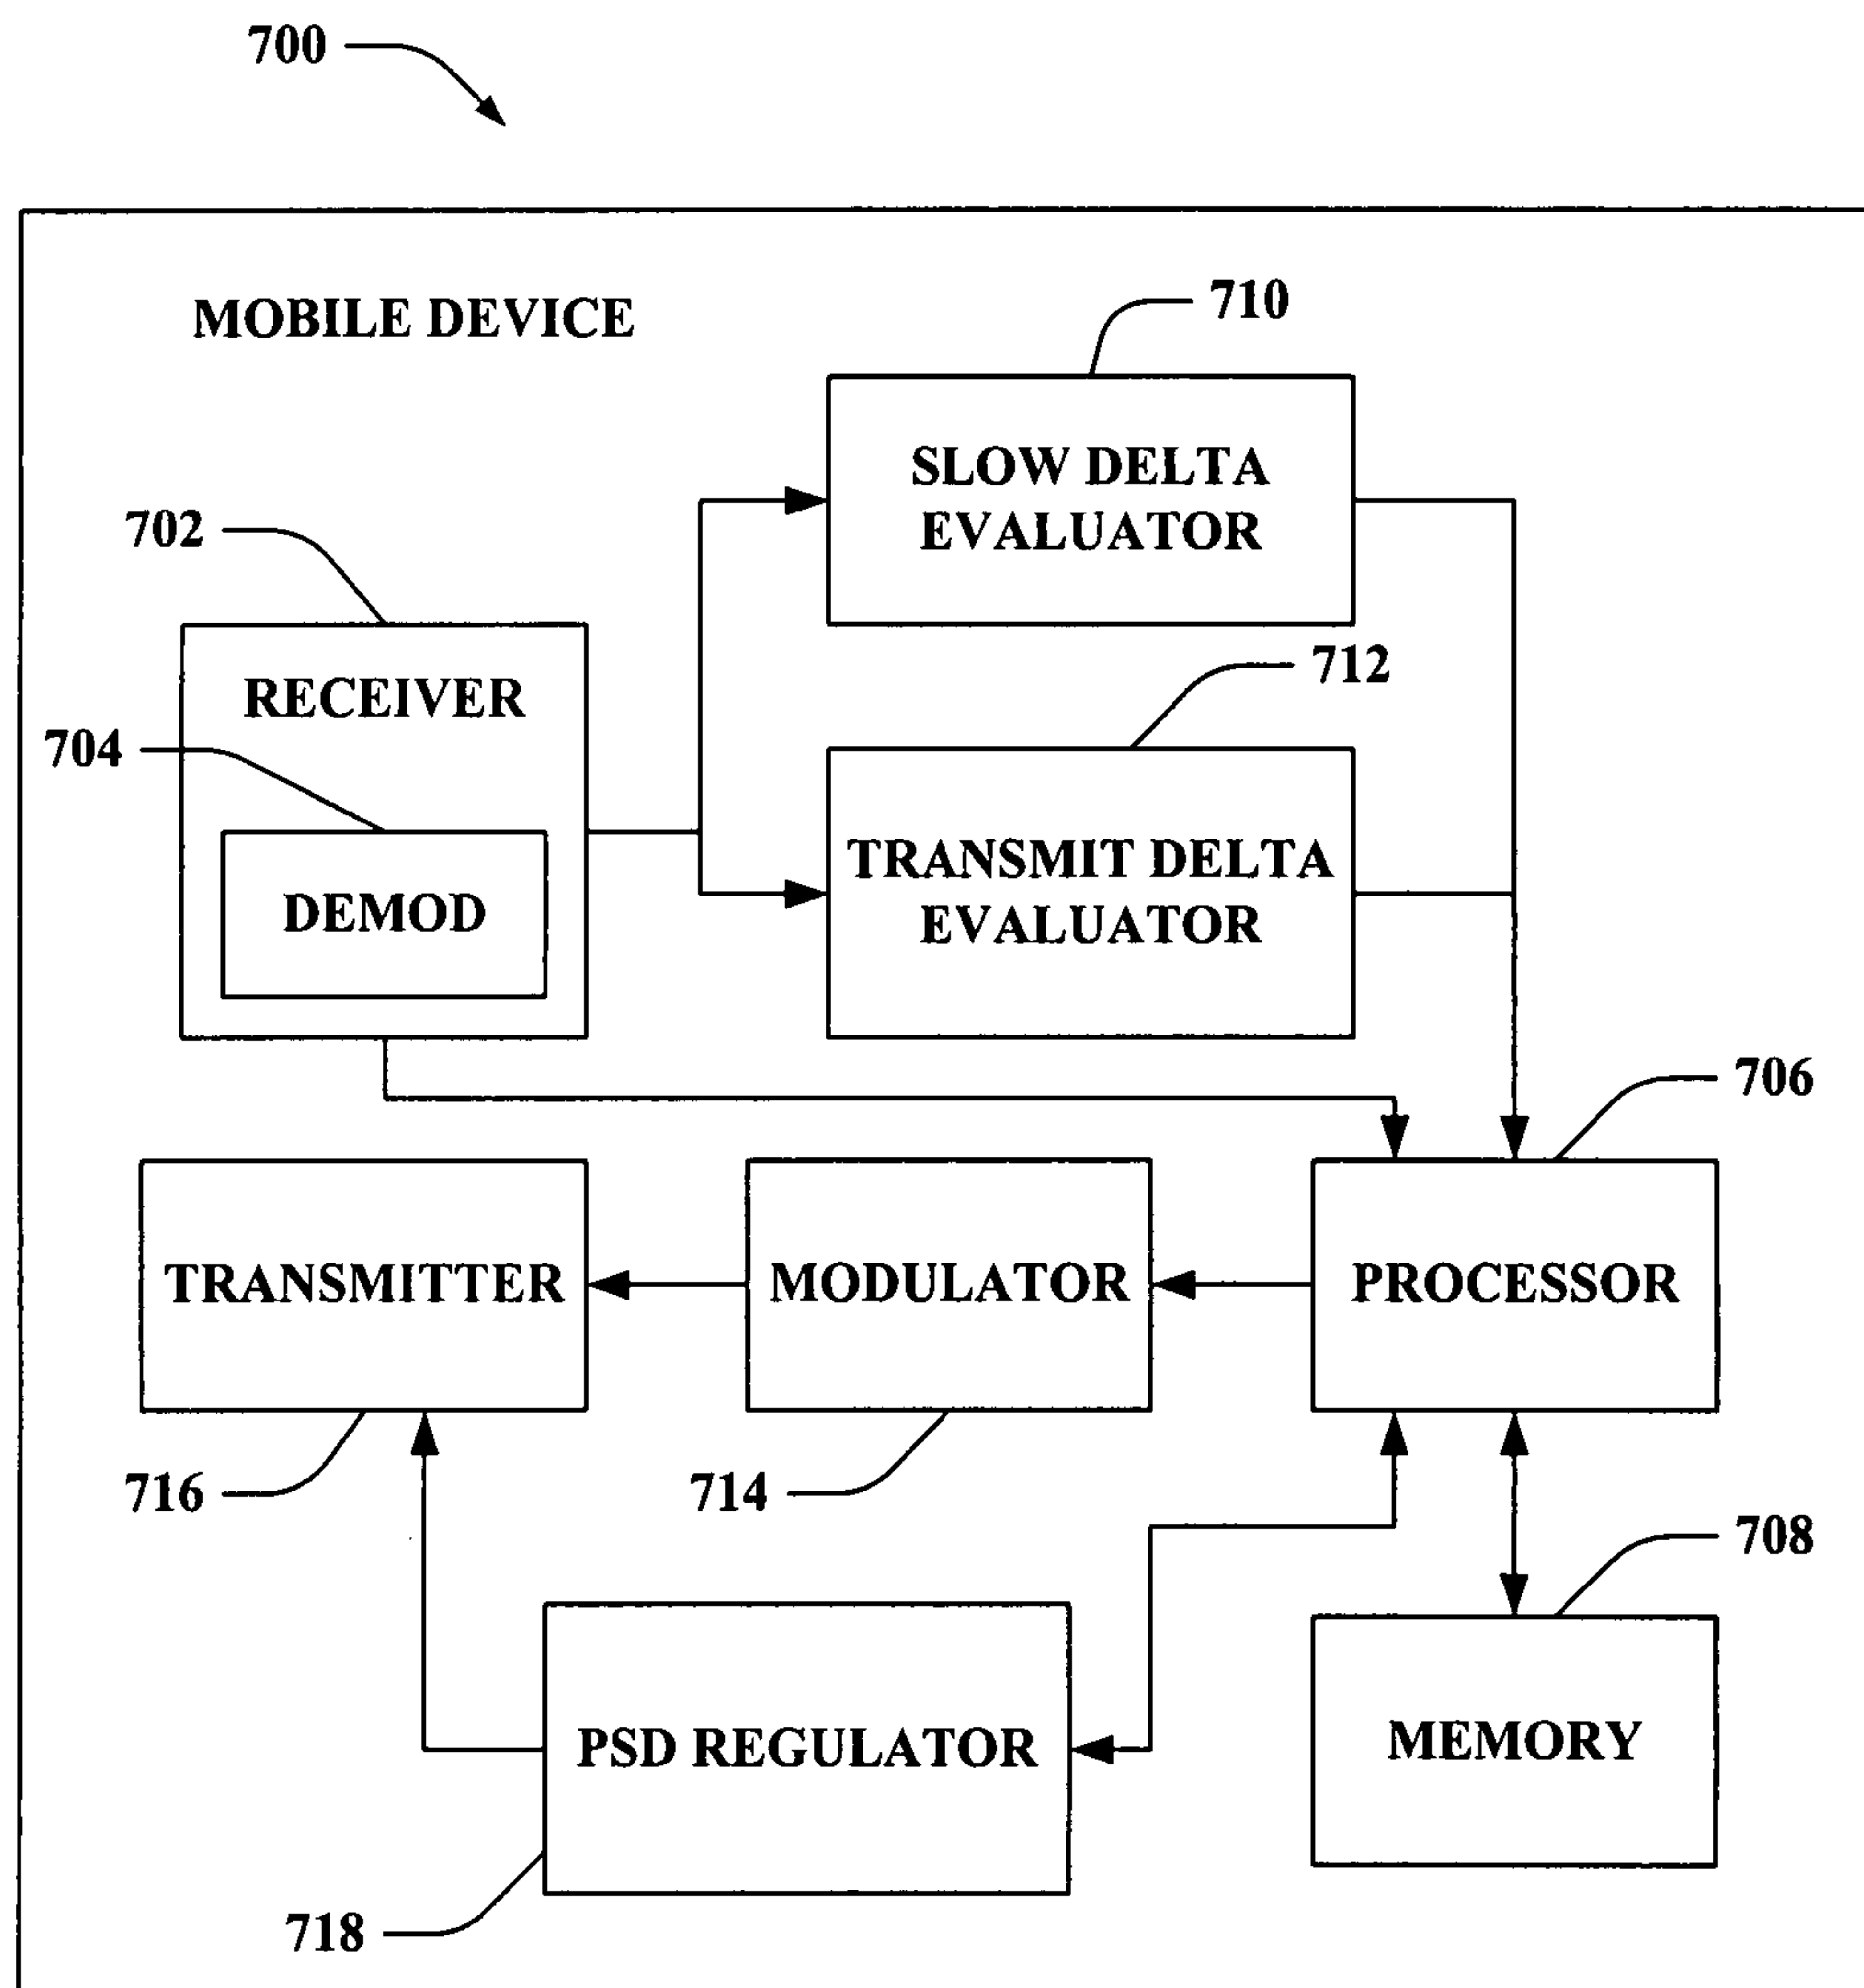 700
MOBILE DEVICE
710
SLOW DELTA
EVALUATOR
702
712
RECEIVER
704
TRANSMIT DELTA
EVALUATOR
DEMOD
706
TRANSMITTER
MODULATOR
PROCESSOR
716
714
708
PSD REGULATOR
MEMORY
718